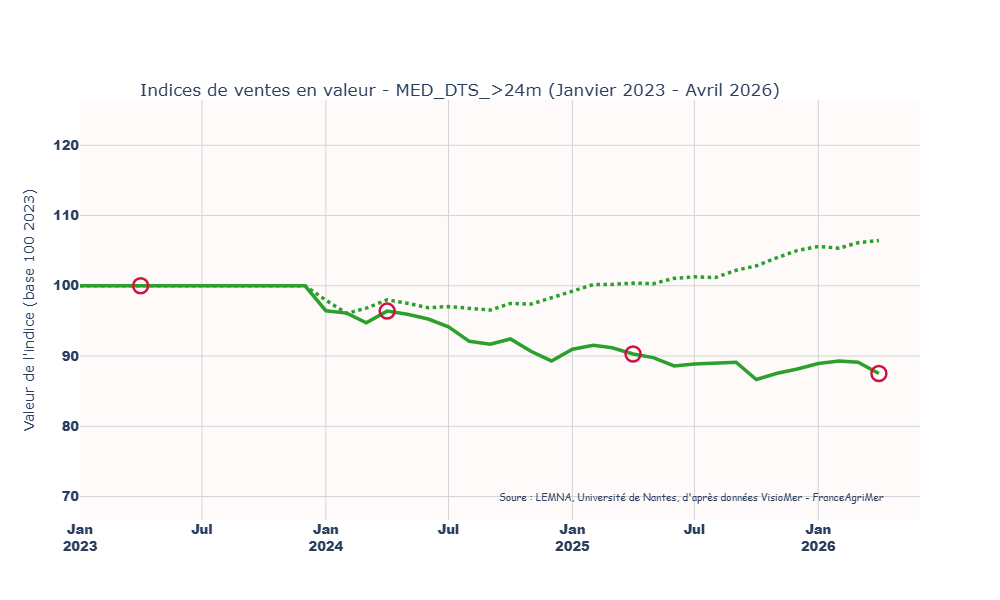 Indices de ventes en valeur - MED_DTS_>24m (Janvier 2023 - Avril 2026)
Valeur de l'indice (base 100 2023)
120
110
100
90
80
70
Soure : LEMNA, Université de Nantes, d'après données VisioMer - FranceAgriMer
Jan Jul Jan Jul Jan Jul Jan
2023 2024 2025 2026